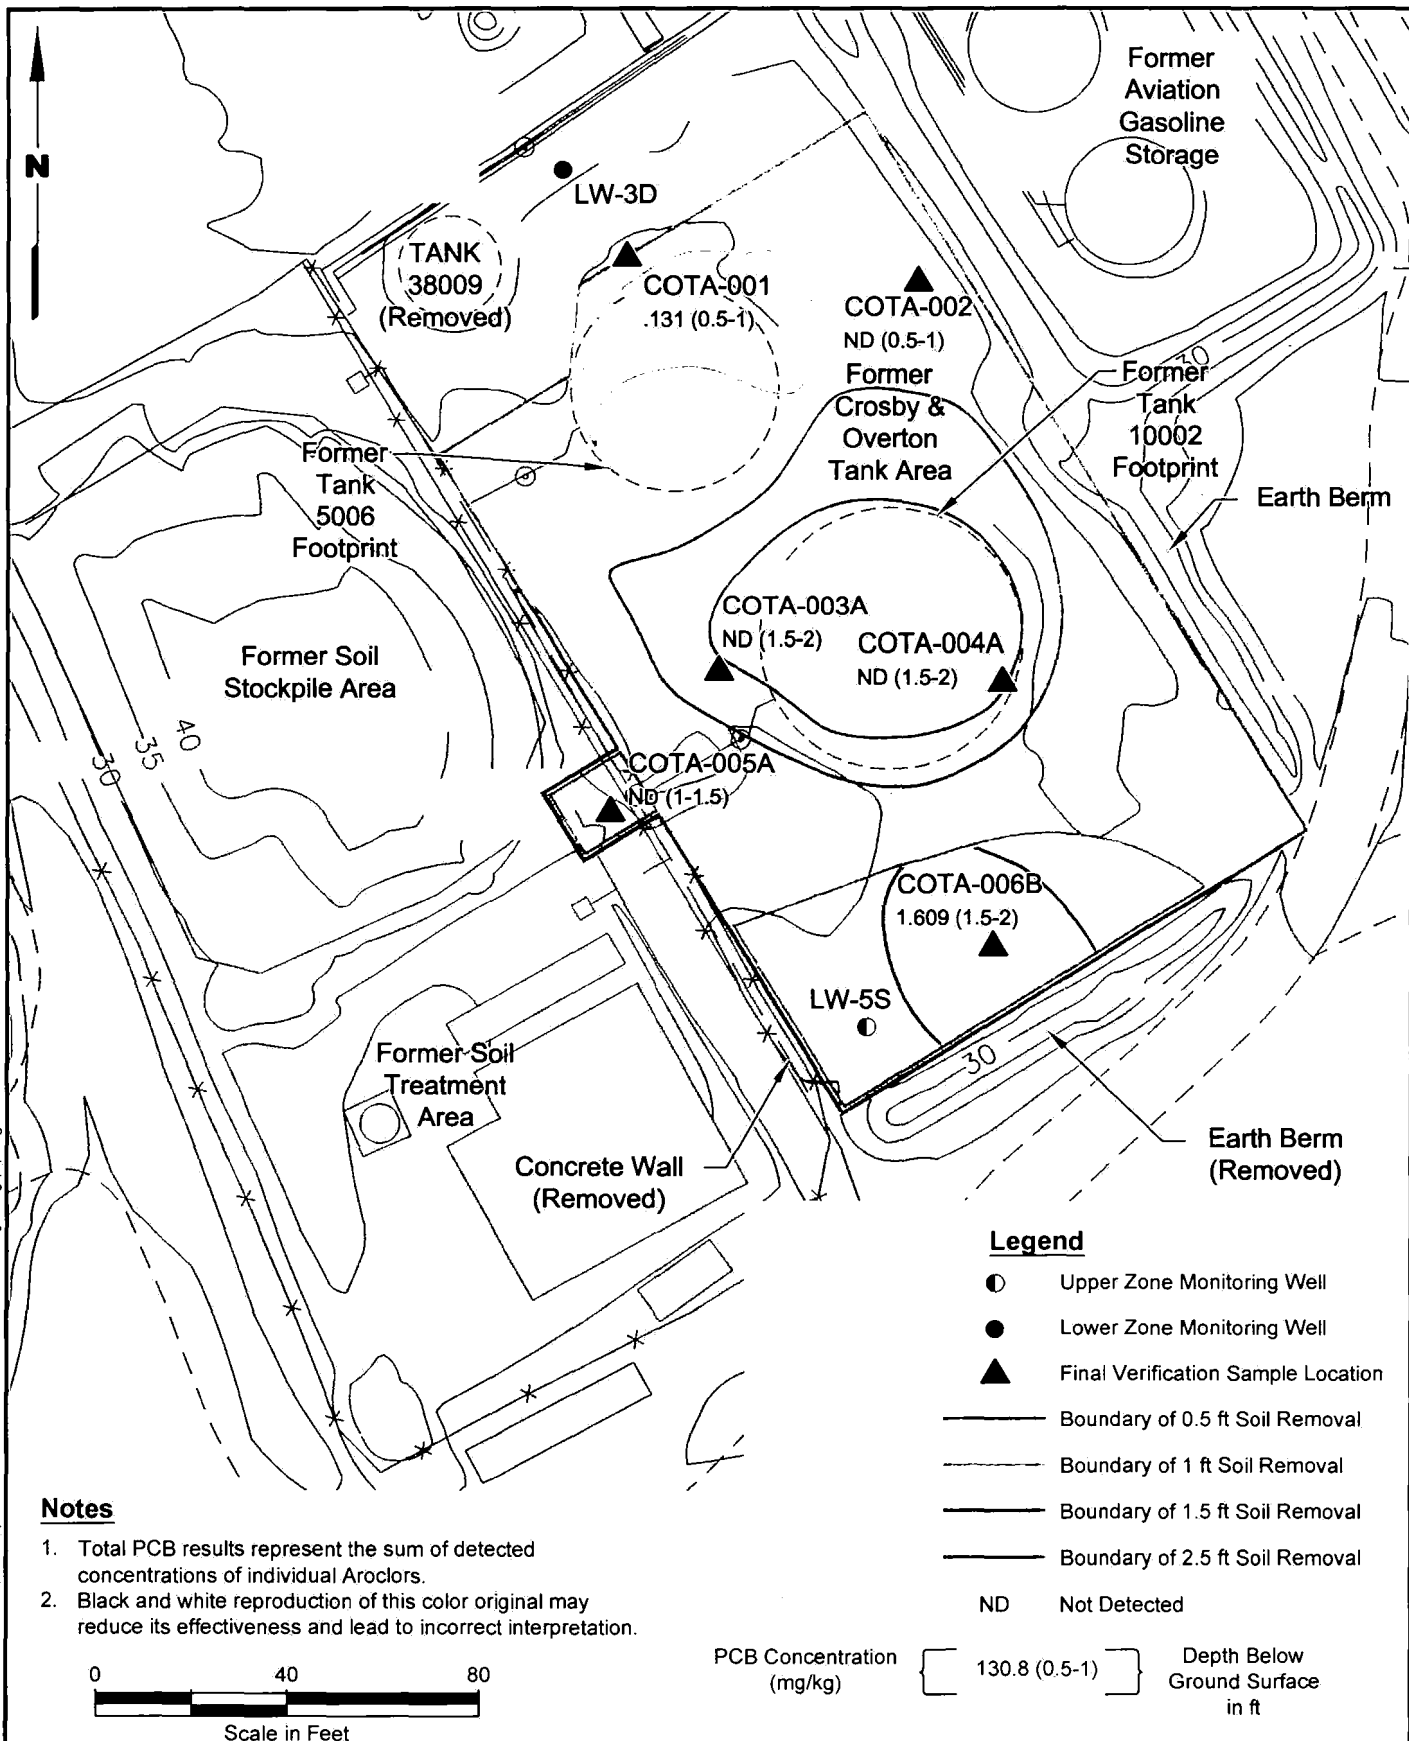 N
Former
Aviation
Gasoline
Storage
LW-3D
TANK
38009
(Removed)
COTA-001
.131 (0.5-1)
COTA-002
ND (0.5-1)
Former
Crosby &
Overton
Tank Area
30
Former
Tank
10002
Footprint
Earth Berm
Former
Tank
5006
Footprint
COTA-003A
ND (1.5-2)
COTA-004A
ND (1.5-2)
Former Soil
Stockpile Area
30
35
40
COTA-005A
ND (1-1.5)
COTA-006B
1.609 (1.5-2)
LW-5S
30
Former Soil
Treatment
Area
Concrete Wall
(Removed)
Earth Berm
(Removed)
Legend
Upper Zone Monitoring Well
Lower Zone Monitoring Well
Final Verification Sample Location
Boundary of 0.5 ft Soil Removal
Boundary of 1 ft Soil Removal
Boundary of 1.5 ft Soil Removal
Boundary of 2.5 ft Soil Removal
ND Not Detected
PCB Concentration
(mg/kg)
130.8 (0.5-1)
Depth Below
Ground Surface
in ft
Notes
1. Total PCB results represent the sum of detected
concentrations of individual Aroclors.
2. Black and white reproduction of this color original may
reduce its effectiveness and lead to incorrect interpretation.
0 40 80
Scale in Feet